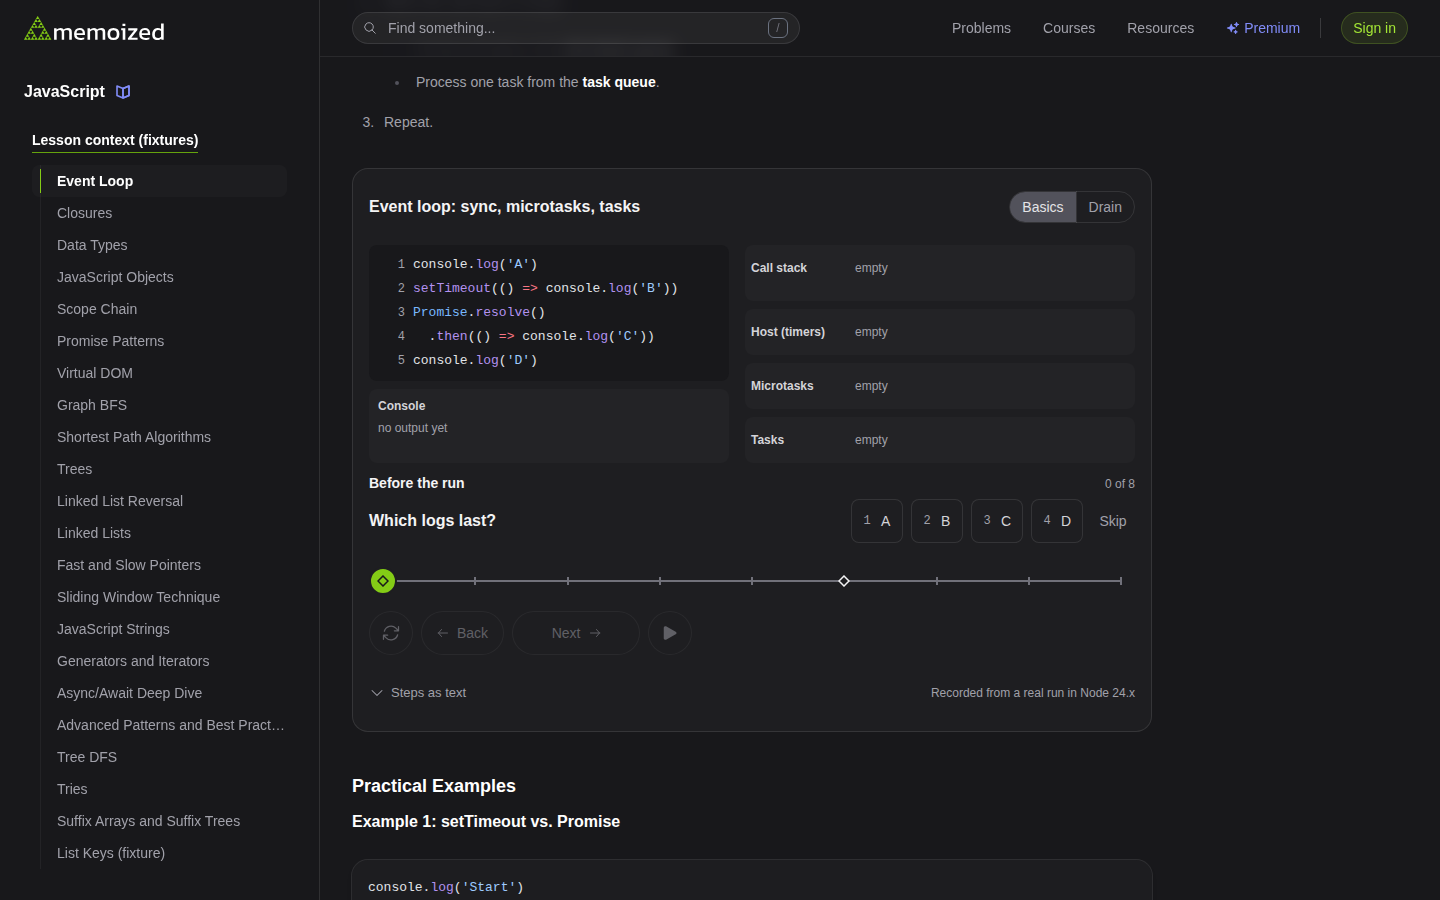 memoized
Find something...
/
Problems
Courses
Resources
Premium
Sign in
JavaScript
Lesson context (fixtures)
Event Loop
Closures
Data Types
JavaScript Objects
Scope Chain
Promise Patterns
Virtual DOM
Graph BFS
Shortest Path Algorithms
Trees
Linked List Reversal
Linked Lists
Fast and Slow Pointers
Sliding Window Technique
JavaScript Strings
Generators and Iterators
Async/Await Deep Dive
Advanced Patterns and Best Pract…
Tree DFS
Tries
Suffix Arrays and Suffix Trees
List Keys (fixture)
Process one task from the task queue.
3. Repeat.
Event loop: sync, microtasks, tasks
Basics
Drain
1 console.log('A')
2 setTimeout(() => console.log('B'))
3 Promise.resolve()
4   .then(() => console.log('C'))
5 console.log('D')
Console
no output yet
Call stack empty
Host (timers) empty
Microtasks empty
Tasks empty
Before the run
0 of 8
Which logs last?
1 A
2 B
3 C
4 D
Skip
Back
Next
Steps as text
Recorded from a real run in Node 24.x
Practical Examples
Example 1: setTimeout vs. Promise
console.log('Start')